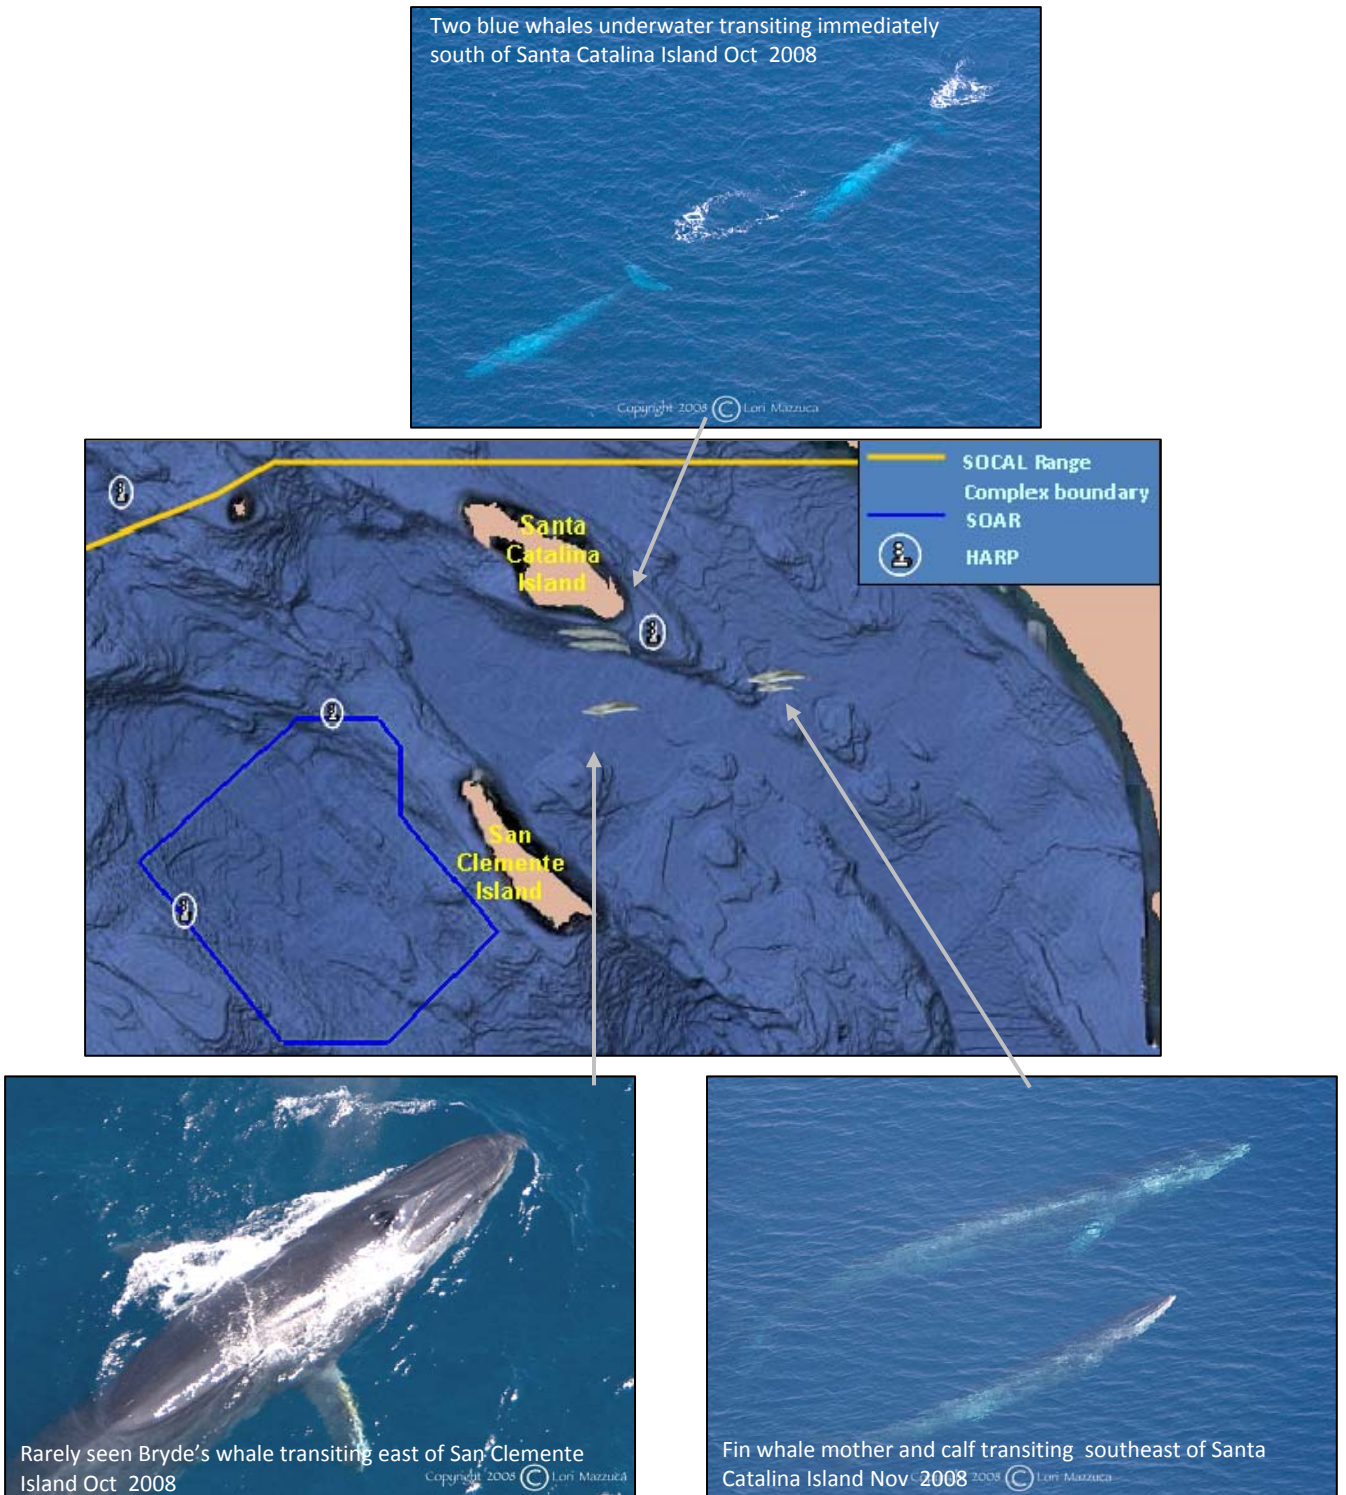 Two blue whales underwater transiting immediately
south of Santa Catalina Island Oct 2008
Copyright 2008 © Lori Mazzuca
SOCAL Range
Complex boundary
SOAR
HARP
Santa
Catalina
Island
San
Clemente
Island
Rarely seen Bryde’s whale transiting east of San Clemente
Island Oct 2008
Copyright 2008 © Lori Mazzuca
Fin whale mother and calf transiting southeast of Santa
Catalina Island Nov 2008
2008 © Lori Mazzuca